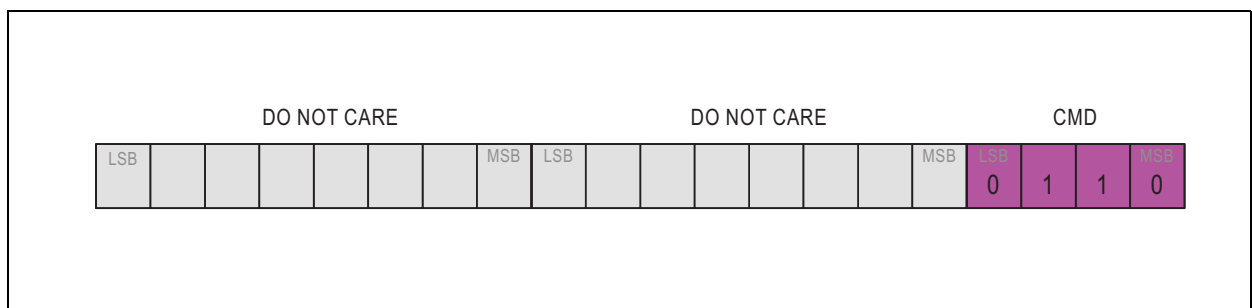 DO NOT CARE DO NOT CARE CMD
LSB MSB LSB MSB LSB MSB
0 1 1 0